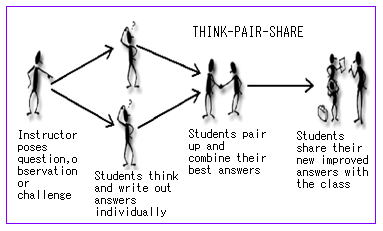 THINK-PAIR-SHARE
?
?
Instructor
poses
question,o
bservation
or
challenge
Students think
and write out
answers
individually
Students pair
up and
combine their
best answers
Students
share their
new improved
answers with
the class